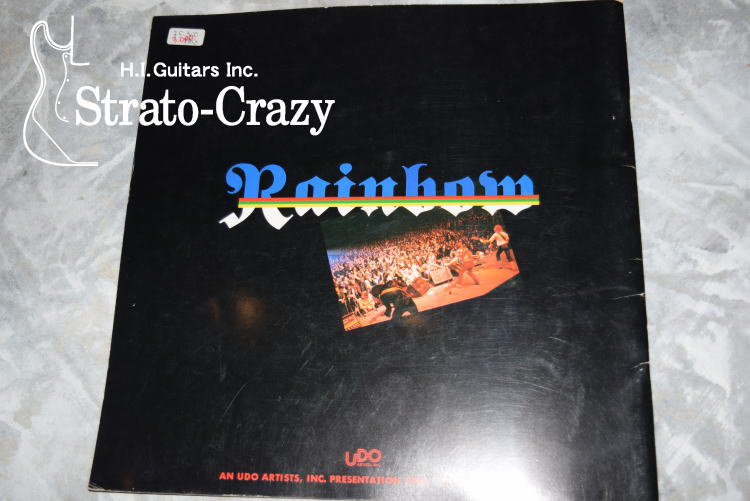 H.I.Guitars Inc.
Strato-Crazy
Rainbow
UDO
AN UDO ARTISTS, INC. PRESENTATION